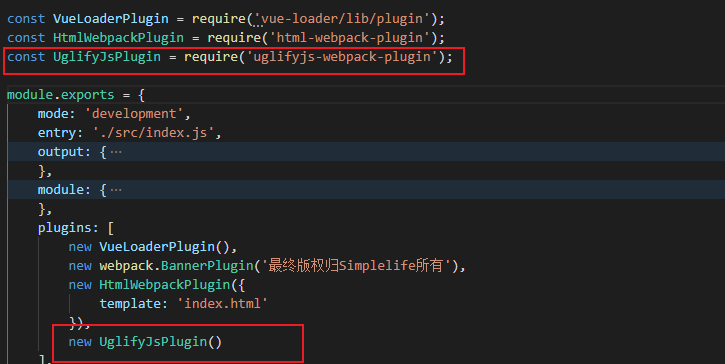 const VueLoaderPlugin = require('vue-loader/lib/plugin');
const HtmlWebpackPlugin = require('html-webpack-plugin');
const UglifyJsPlugin = require('uglifyjs-webpack-plugin');
module.exports = {
mode: 'development',
entry: './src/index.js',
output: {…
},
module: {…
},
plugins: [
new VueLoaderPlugin(),
new webpack.BannerPlugin('最终版权归Simplelife所有'),
new HtmlWebpackPlugin({
template: 'index.html'
}),
new UglifyJsPlugin()
],